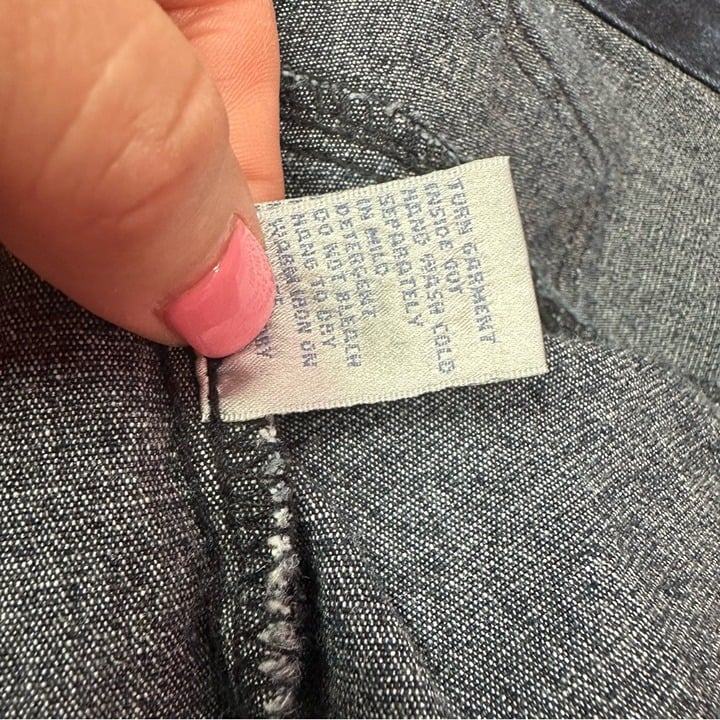 TURN GARMENT
INSIDE OUT
HAND WASH COLD
SEPARATELY
IN MILD
DETERGENT
DO NOT BLEACH
HANG TO DRY
WARM IRON ON